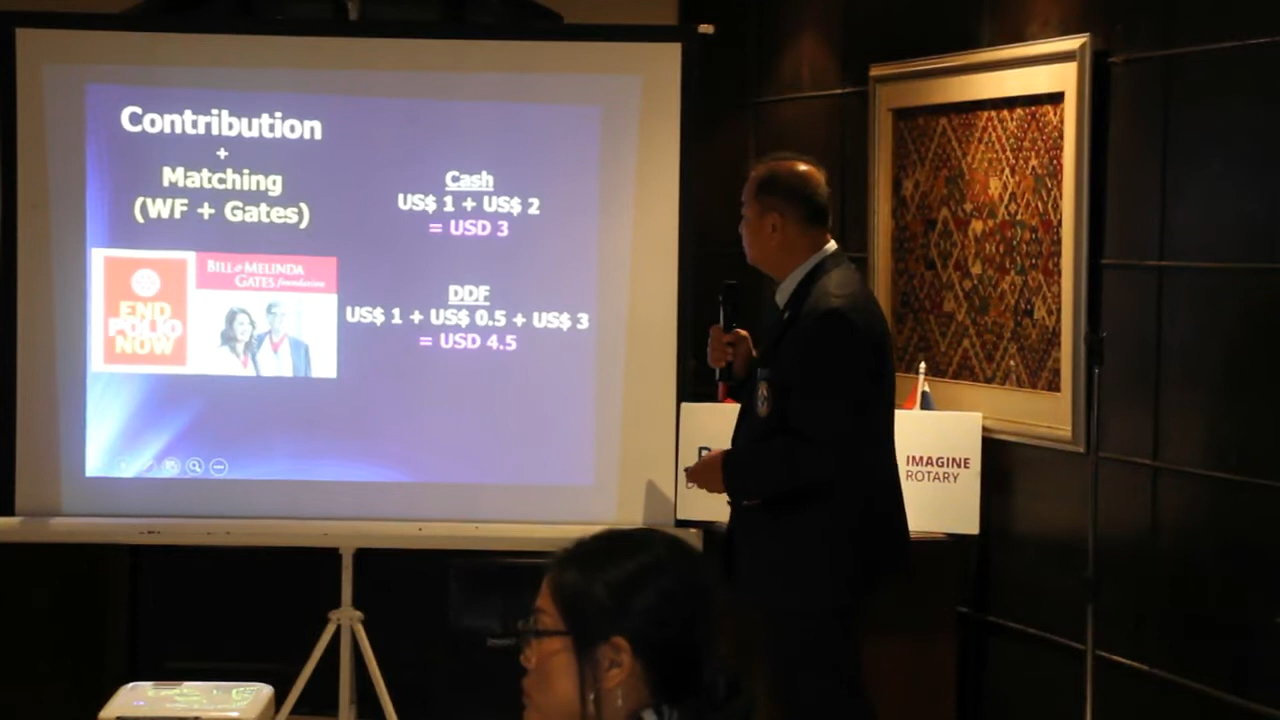 Contribution
+
Matching
(WF + Gates)
Cash
US$ 1 + US$ 2
= USD 3
DDF
US$ 1 + US$ 0.5 + US$ 3
= USD 4.5
END
POLIO
NOW
BILL & MELINDA
GATES foundation
IMAGINE
ROTARY